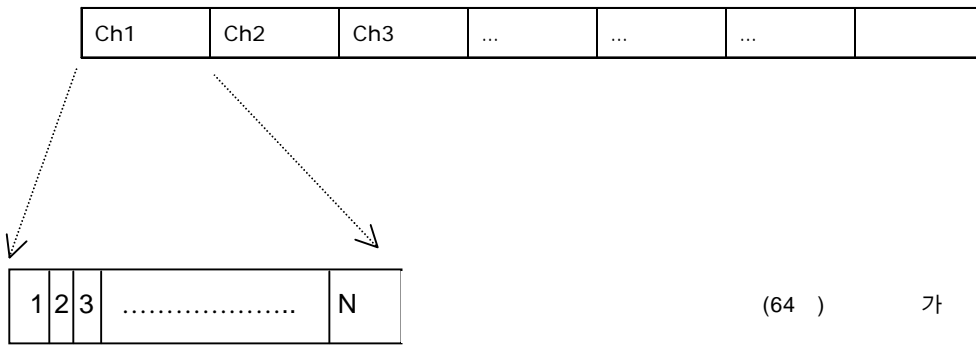 Ch1 Ch2 Ch3 ... ... ...
1 2 3 ……………….. N (64 ) 가